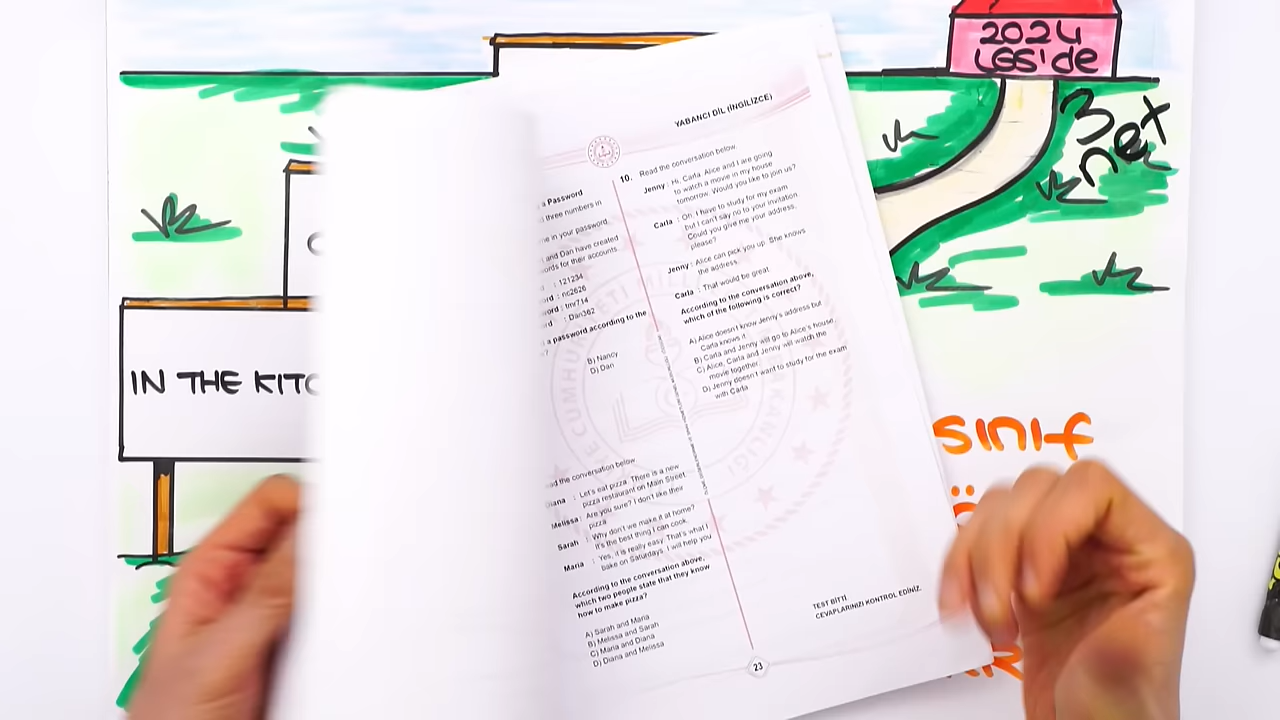 2024
LGS'de
3 net
IN THE KITC
sınıf
YABANCI DİL (İNGİLİZCE)
a Password
three numbers in
in your password.
and Dan have created
words for their accounts.
: 121234
: nc2626
: tnr714
: Dan362
a password according to the
B) Nancy
D) Dan
the conversation below.
: Let's eat pizza. There is a new
pizza restaurant on Main Street.
Melissa : Are you sure? I don't like their
pizza.
Sarah : Why don't we make it at home?
It's the best thing I can cook.
Maria : Yes, it is really easy. That's what I
bake on Saturdays. I will help you
According to the conversation above,
which two people state that they know
how to make pizza?
A) Sarah and Maria
B) Melissa and Sarah
C) Maria and Diana
D) Diana and Melissa
10. Read the conversation below.
Jenny : Hi, Carla. Alice and I are going
to watch a movie in my house
tomorrow. Would you like to join us?
Carla : Oh, I have to study for my exam
but I can't say no to your invitation.
Could you give me your address,
please?
Jenny : Alice can pick you up. She knows
the address.
Carla : That would be great.
According to the conversation above,
which of the following is correct?
A) Alice doesn't know Jenny's address but
Carla knows it.
B) Carla and Jenny will go to Alice's house.
C) Alice, Carla and Jenny will watch the
movie together.
D) Jenny doesn't want to study for the exam
with Carla.
TEST BİTTİ.
CEVAPLARINIZI KONTROL EDİNİZ.
23